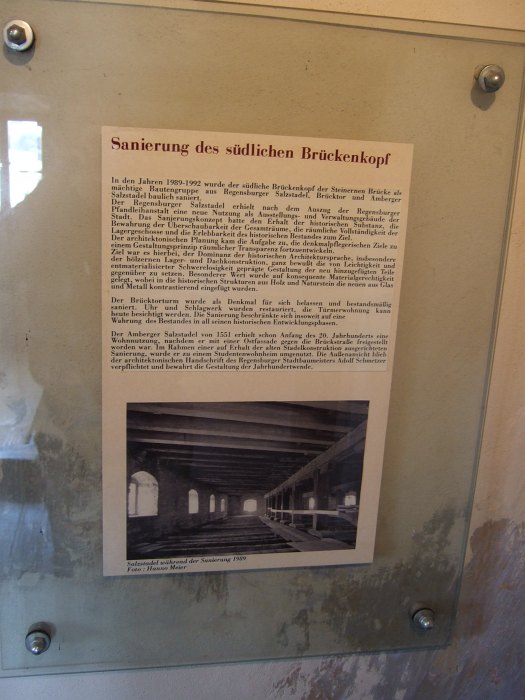 Sanierung des südlichen Brückenkopf
In den Jahren 1989-1992 wurde der südliche Brückenkopf der Steinernen Brücke als
mächtige Bautengruppe aus Regensburger Salzstadel, Brücktor und Amberger
Salzstadel baulich saniert.
Der Regensburger Salzstadel erhielt nach dem Auszug der Regensburger
Pfandleihanstalt eine neue Nutzung als Ausstellungs- und Verwaltungsgebäude der
Stadt. Das Sanierungskonzept hatte den Erhalt der historischen Substanz, die
Bewahrung der Überschaubarkeit der Gesamträume, die räumliche Vollständigkeit der
Lagergeschosse und die Erlebbarkeit des historischen Bestandes zum Ziel.
Der architektonischen Planung kam die Aufgabe zu, die denkmalpflegerischen Ziele zu
einem Gestaltungsprinzip räumlicher Transparenz fortzuentwickeln.
Ziel war es hierbei, der Dominanz der historischen Architektursprache, insbesondere
der hölzernen Lager- und Dachkonstruktion, ganz bewußt die von Leichtigkeit und
entmaterialisierter Schwerelosigkeit geprägte Gestaltung der neu hinzugefügten Teile
gegenüber zu setzen. Besonderer Wert wurde auf konsequente Materialgerechtigkeit
gelegt, wobei in die historischen Strukturen aus Holz und Naturstein die neuen aus Glas
und Metall kontrastierend eingefügt wurden.
Der Brücktorturm wurde als Denkmal für sich belassen und bestandsmäßig
saniert. Uhr und Schlagwerk wurden restauriert, die Türmerwohnung kann
heute besichtigt werden. Die Sanierung beschränkte sich insoweit auf eine
Wahrung des Bestandes in all seinen historischen Entwicklungsphasen.
Der Amberger Salzstadel von 1551 erhielt schon Anfang des 20. Jahrhunderts eine
Wohnnutzung, nachdem er mit einer Ostfassade gegen die Brückstraße freigestellt
worden war. Im Rahmen einer auf Erhalt der alten Stadelkonstruktion ausgerichteten
Sanierung, wurde er zu einem Studentenwohnheim umgenutzt. Die Außenansicht blieb
der architektonischen Handschrift des Regensburger Stadtbaumeisters Adolf Schmetzer
verpflichtet und bewahrt die Gestaltung der Jahrhundertwende.
Salzstadel während der Sanierung 1989
Foto : Hanno Meier